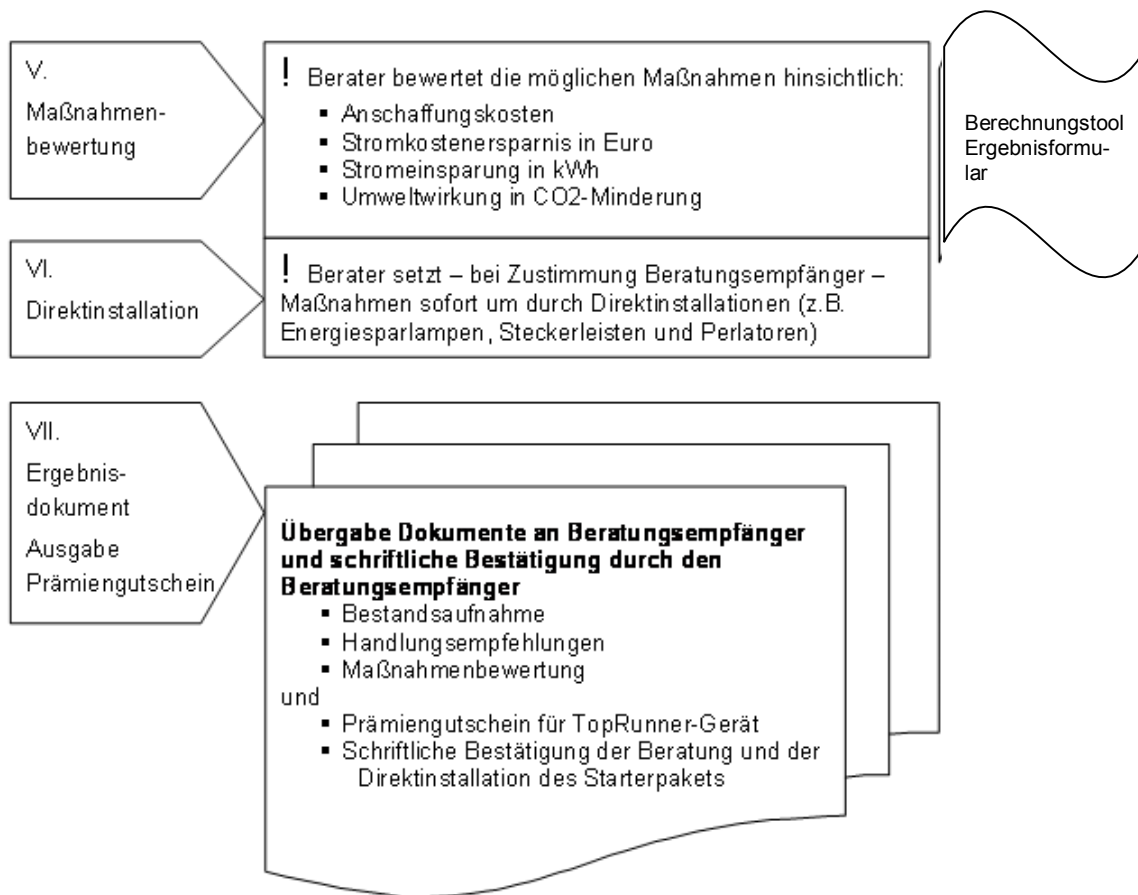 V.
Maßnahmen-
bewertung
! Berater bewertet die möglichen Maßnahmen hinsichtlich:
▪ Anschaffungskosten
▪ Stromkostenersparnis in Euro
▪ Stromeinsparung in kWh
▪ Umweltwirkung in CO2-Minderung
Berechnungstool
Ergebnisformu-
lar
VI.
Direktinstallation
! Berater setzt – bei Zustimmung Beratungsempfänger –
Maßnahmen sofort um durch Direktinstallationen (z.B.
Energiesparlampen, Steckerleisten und Perlatoren)
VII.
Ergebnis-
dokument
Ausgabe
Prämiengutschein
Übergabe Dokumente an Beratungsempfänger
und schriftliche Bestätigung durch den
Beratungsempfänger
▪ Bestandsaufnahme
▪ Handlungsempfehlungen
▪ Maßnahmenbewertung
und
▪ Prämiengutschein für TopRunner-Gerät
▪ Schriftliche Bestätigung der Beratung und der
Direktinstallation des Starterpakets